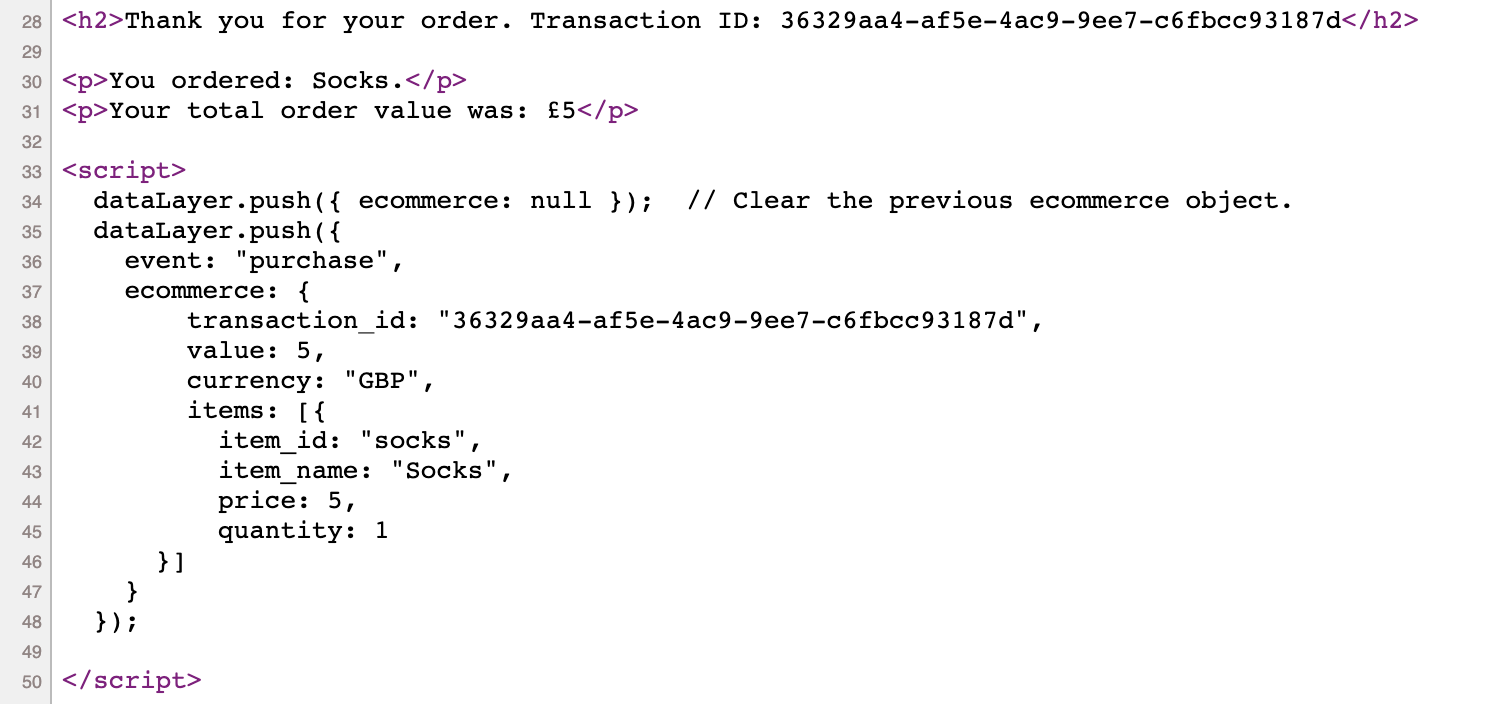 28 <h2>Thank you for your order. Transaction ID: 36329aa4-af5e-4ac9-9ee7-c6fbcc93187d</h2>
29
30 <p>You ordered: Socks.</p>
31 <p>Your total order value was: £5</p>
32
33 <script>
34   dataLayer.push({ ecommerce: null });  // Clear the previous ecommerce object.
35   dataLayer.push({
36     event: "purchase",
37     ecommerce: {
38         transaction_id: "36329aa4-af5e-4ac9-9ee7-c6fbcc93187d",
39         value: 5,
40         currency: "GBP",
41         items: [{
42           item_id: "socks",
43           item_name: "Socks",
44           price: 5,
45           quantity: 1
46       }]
47     }
48   });
49
50 </script>